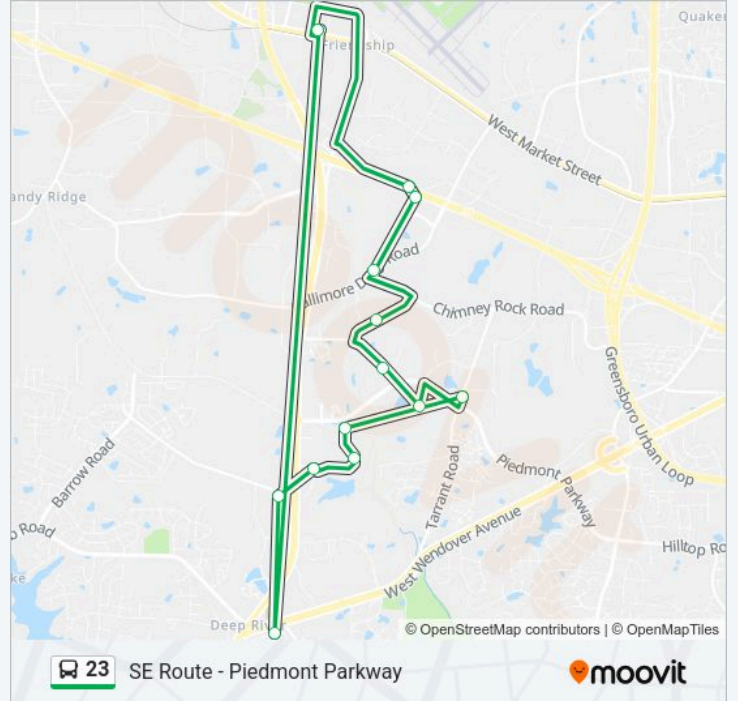 Quaker
Friendship
West Market Street
andy Ridge
allimore D
Road
Chimney Rock Road
Greensboro Urban Loop
Barrow Road
Tarrant Road
Piedmont Parkway
West Wendover Avenue
Road
Hilltop Ro
ke
Deep River
© OpenStreetMap contributors | © OpenMapTiles
23 SE Route - Piedmont Parkway
moovit